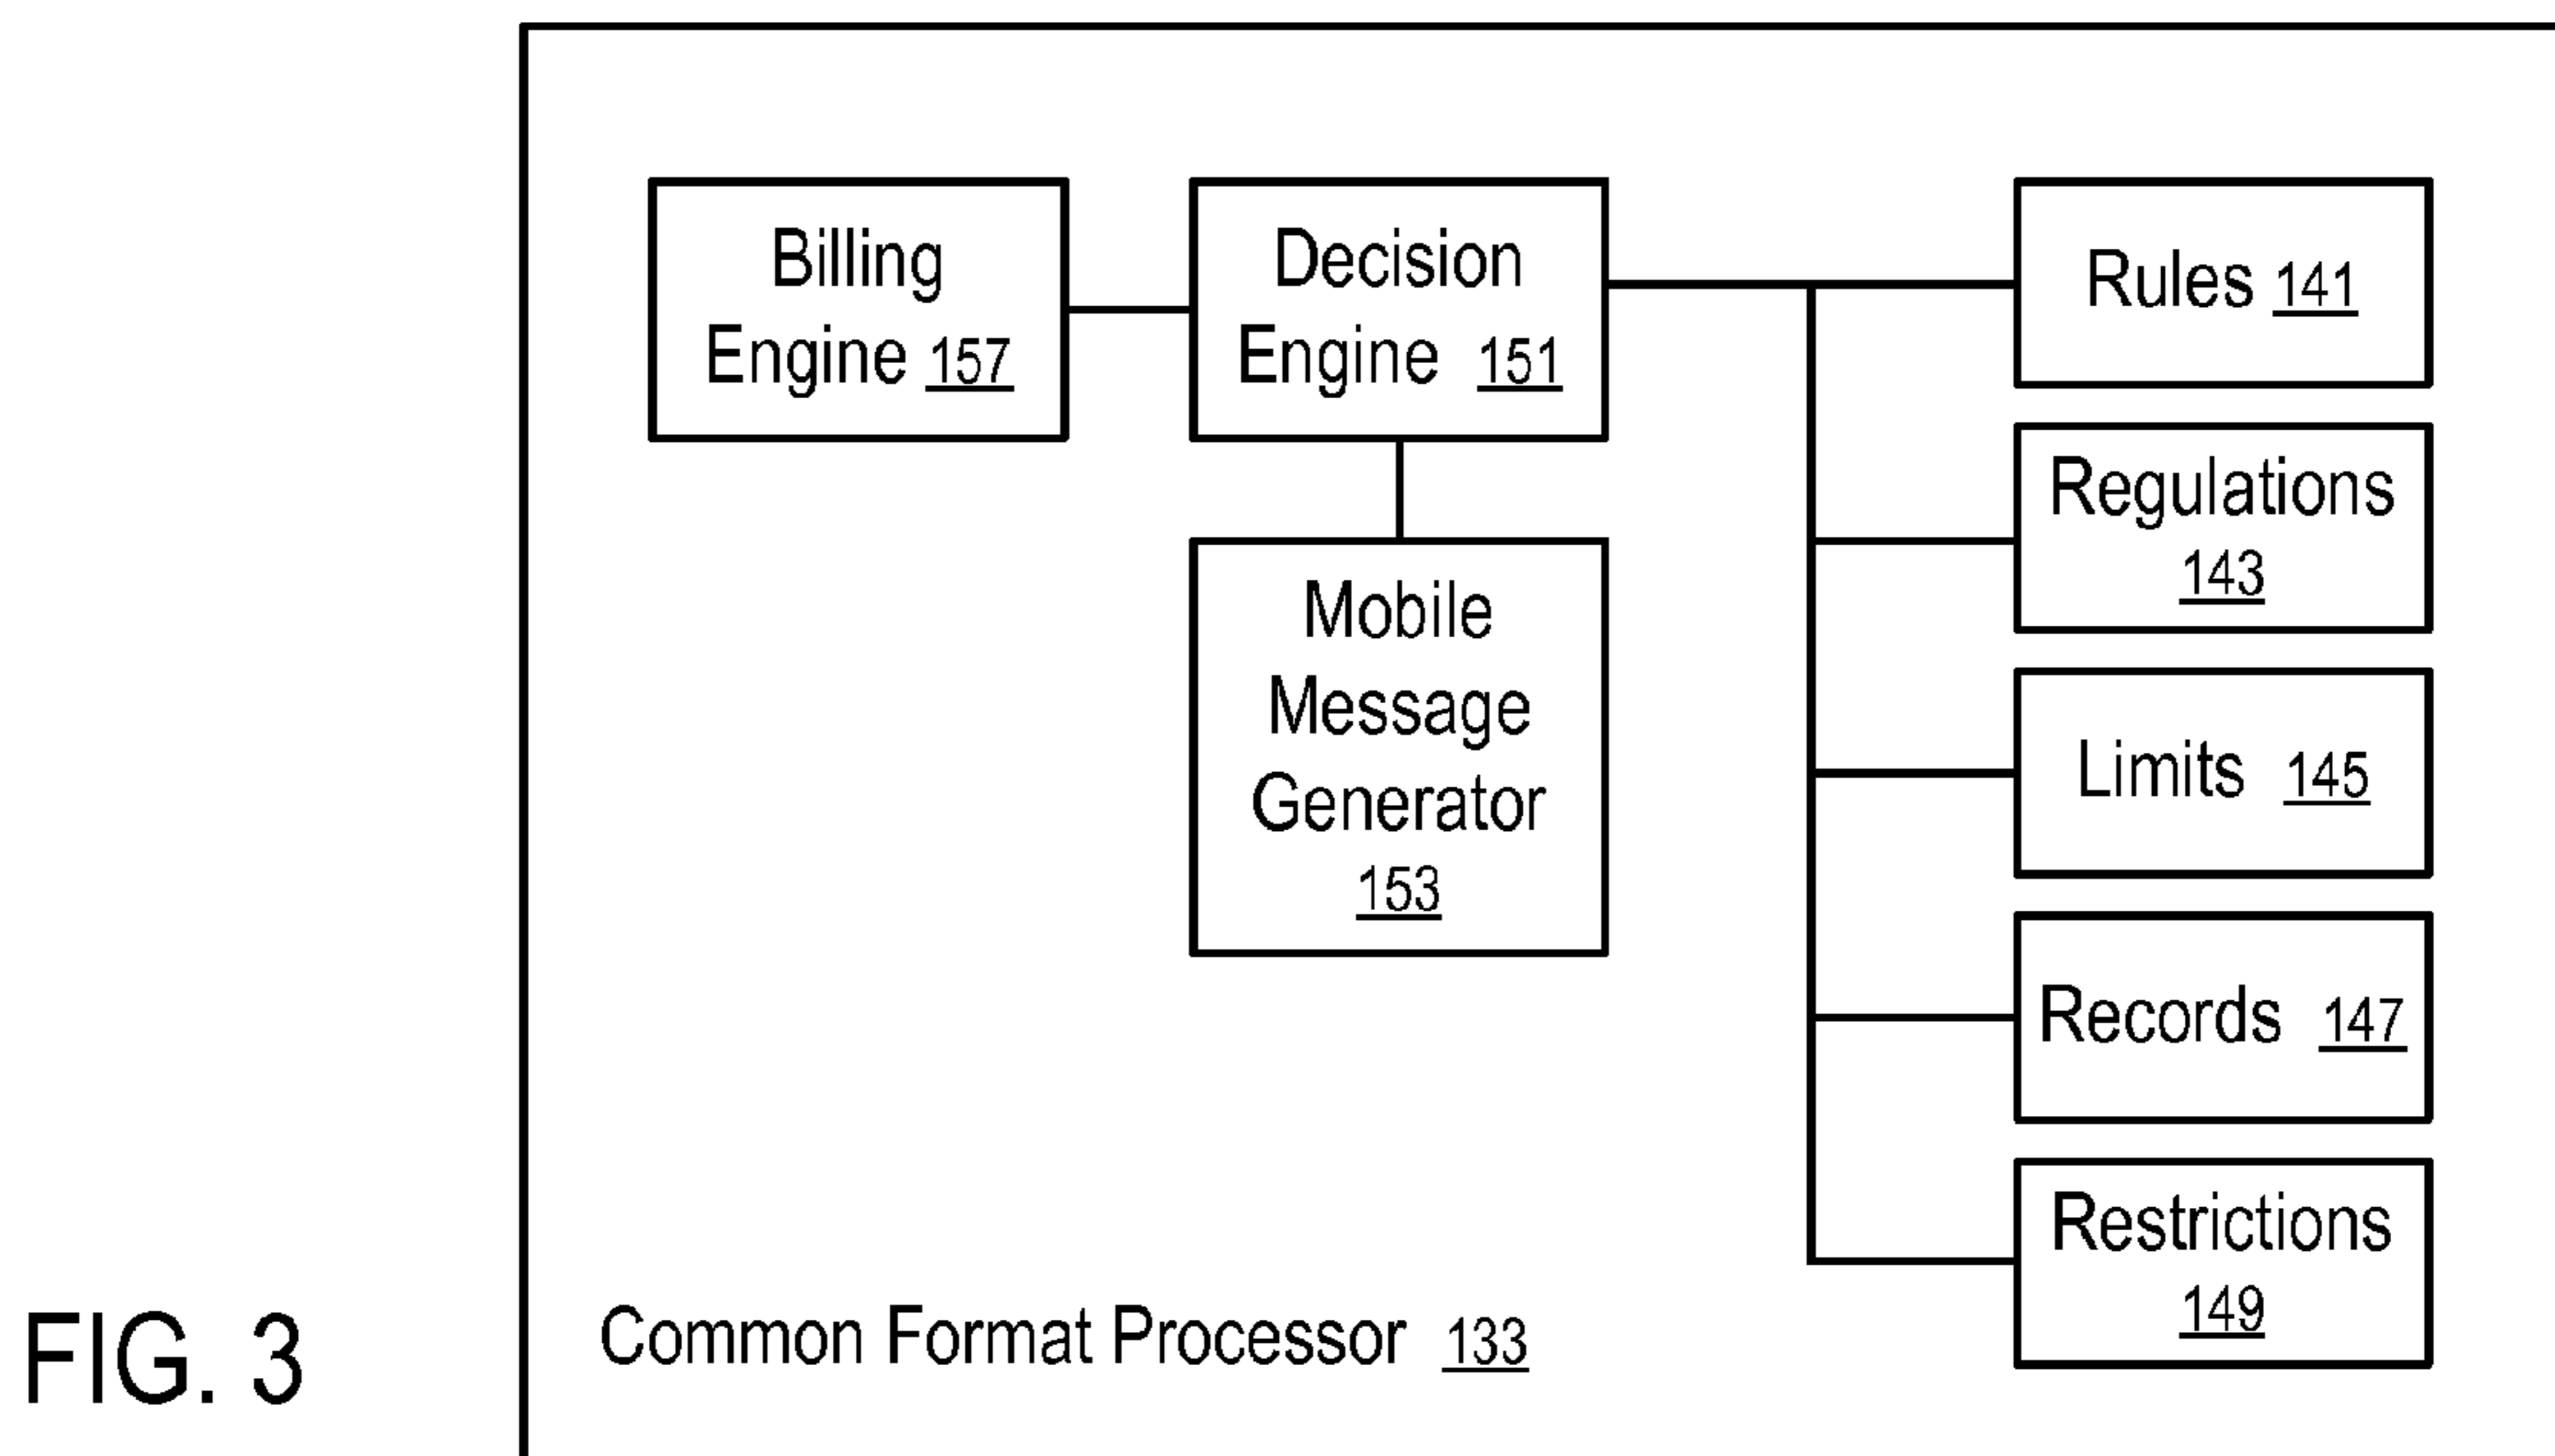 Billing
Engine 157
Decision
Engine 151
Mobile
Message
Generator
153
Rules 141
Regulations
143
Limits 145
Records 147
Restrictions
149
Common Format Processor 133
FIG. 3